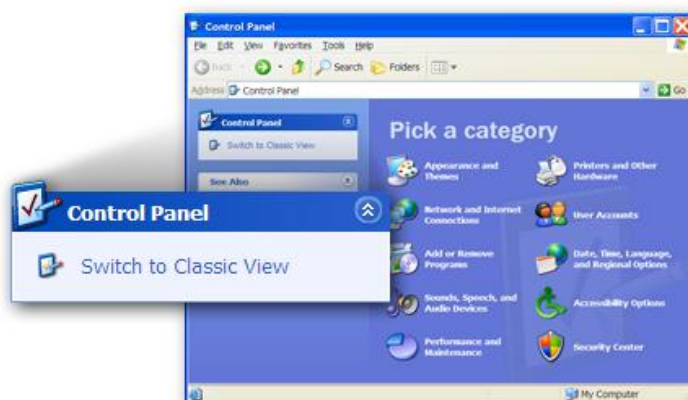 Control Panel
File Edit View Favorites Tools Help
Back Search Folders
Address Control Panel Go
Control Panel
Switch to Classic View
See Also
Pick a category
Appearance and
Themes
Printers and Other
Hardware
Network and Internet
Connections
User Accounts
Add or Remove
Programs
Date, Time, Language,
and Regional Options
Sounds, Speech, and
Audio Devices
Accessibility Options
Performance and
Maintenance
Security Center
Control Panel
Switch to Classic View
My Computer